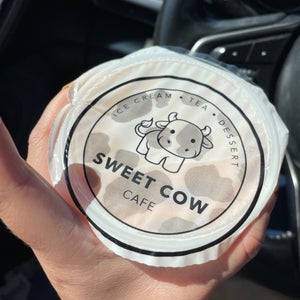 ICE CREAM • TEA • DESSERT
SWEET COW
CAFE